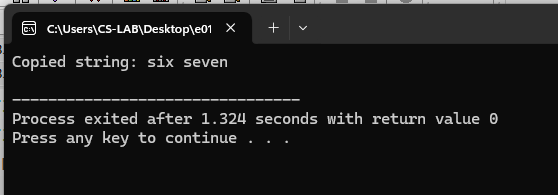 C:\Users\CS-LAB\Desktop\e01
Copied string: six seven
--------------------------------
Process exited after 1.324 seconds with return value 0
Press any key to continue . . .